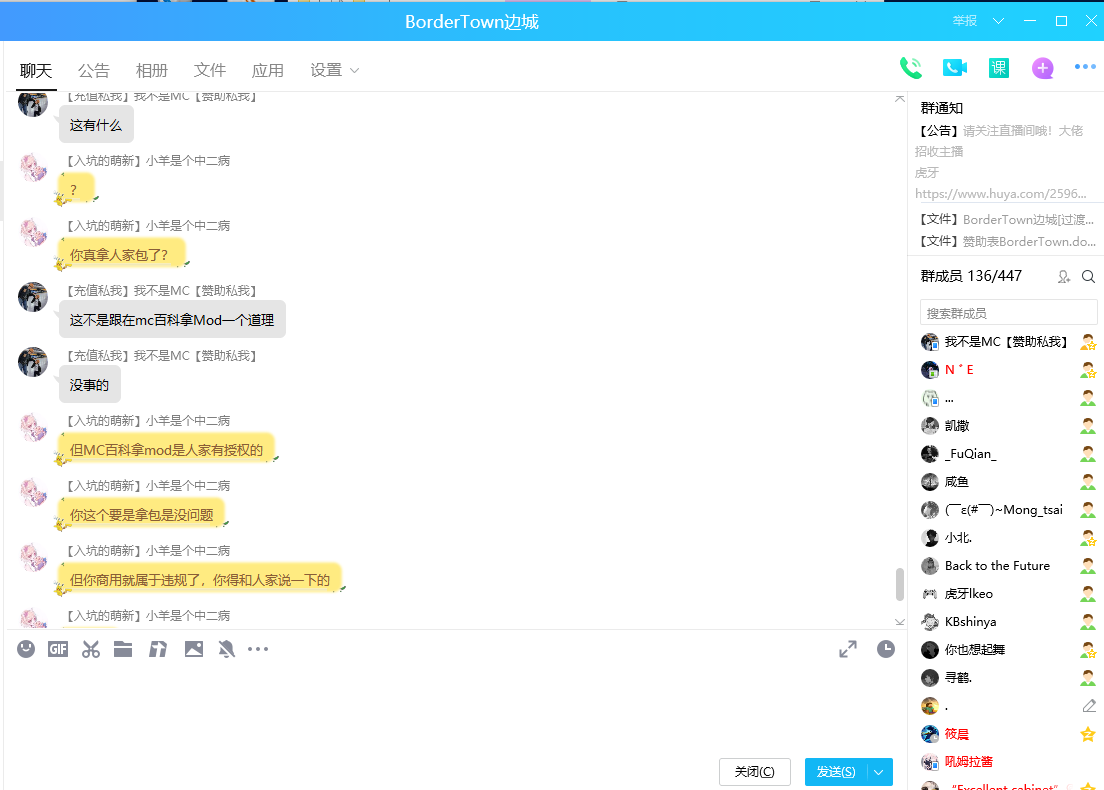 BorderTown边城
举报
聊天 公告 相册 文件 应用 设置
课
【充值私我】我不是MC【赞助私我】
这有什么
【入坑的萌新】小羊是个中二病
?
【入坑的萌新】小羊是个中二病
你真拿人家包了？
【充值私我】我不是MC【赞助私我】
这不是跟在mc百科拿Mod一个道理
【充值私我】我不是MC【赞助私我】
没事的
【入坑的萌新】小羊是个中二病
但MC百科拿mod是人家有授权的
【入坑的萌新】小羊是个中二病
你这个要是拿包是没问题
【入坑的萌新】小羊是个中二病
但你商用就属于违规了，你得和人家说一下的
【入坑的萌新】小羊是个中二病
GIF
关闭(C)
发送(S)
群通知
【公告】请关注直播间哦！大佬
招收主播
虎牙
https://www.huya.com/2596...
【文件】BorderTown边城[过渡...
【文件】赞助表BorderTown.do...
群成员 136/447
搜索群成员
我不是MC【赞助私我】
N * E
...
凯撒
_FuQian_
咸鱼
(￣ε(#￣)~Mong_tsai
小北.
Back to the Future
虎牙lkeo
KBshinya
你也想起舞
寻鹤.
.
筱晨
吼姆拉酱
“Excellent cabinet”